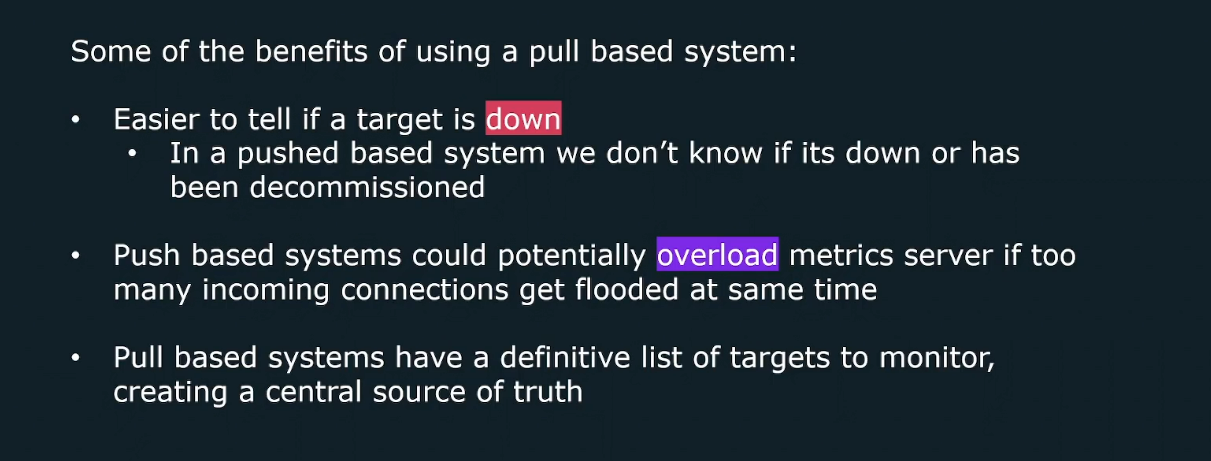 Some of the benefits of using a pull based system:
• Easier to tell if a target is down
• In a pushed based system we don’t know if its down or has
been decommissioned
• Push based systems could potentially overload metrics server if too
many incoming connections get flooded at same time
• Pull based systems have a definitive list of targets to monitor,
creating a central source of truth